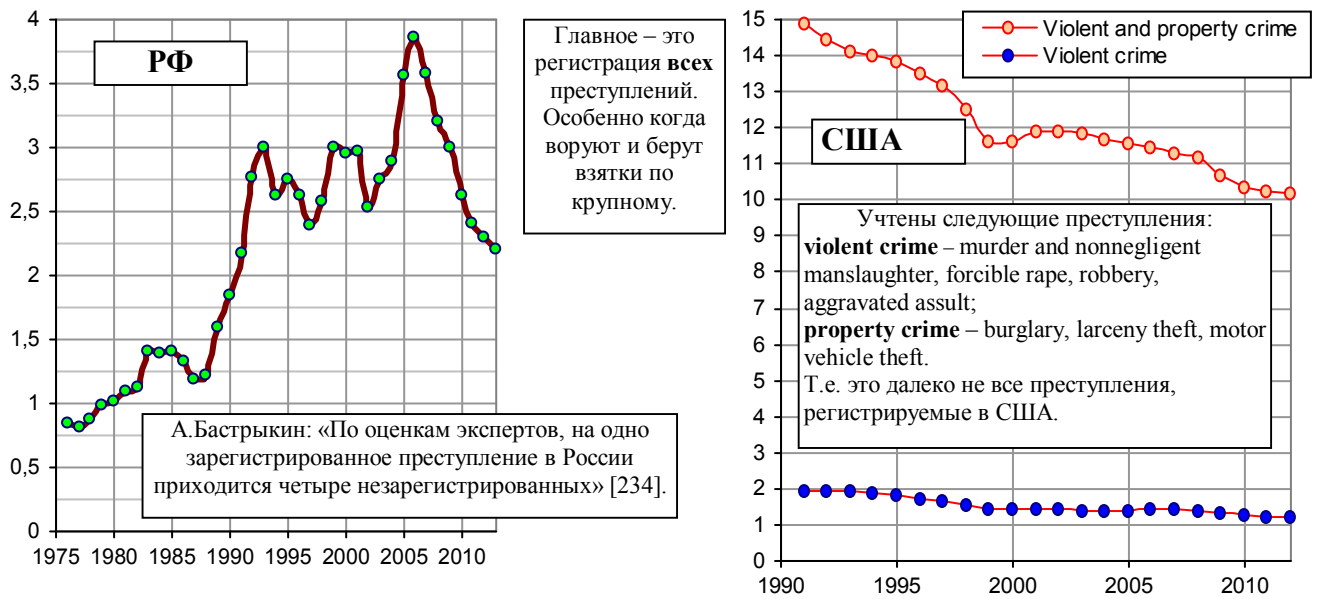 4
3,5
3
2,5
2
1,5
1
0,5
0
1975 1980 1985 1990 1995 2000 2005 2010
РФ
А.Бастрыкин: «По оценкам экспертов, на одно
зарегистрированное преступление в России
приходится четыре незарегистрированных» [234].
Главное – это
регистрация всех
преступлений.
Особенно когда
воруют и берут
взятки по
крупному.
15
14
13
12
11
10
9
8
7
6
5
4
3
2
1
0
1990 1995 2000 2005 2010
Violent and property crime
Violent crime
США
Учтены следующие преступления:
violent crime – murder and nonnegligent
manslaughter, forcible rape, robbery,
aggravated assult;
property crime – burglary, larceny theft, motor
vehicle theft.
Т.е. это далеко не все преступления,
регистрируемые в США.